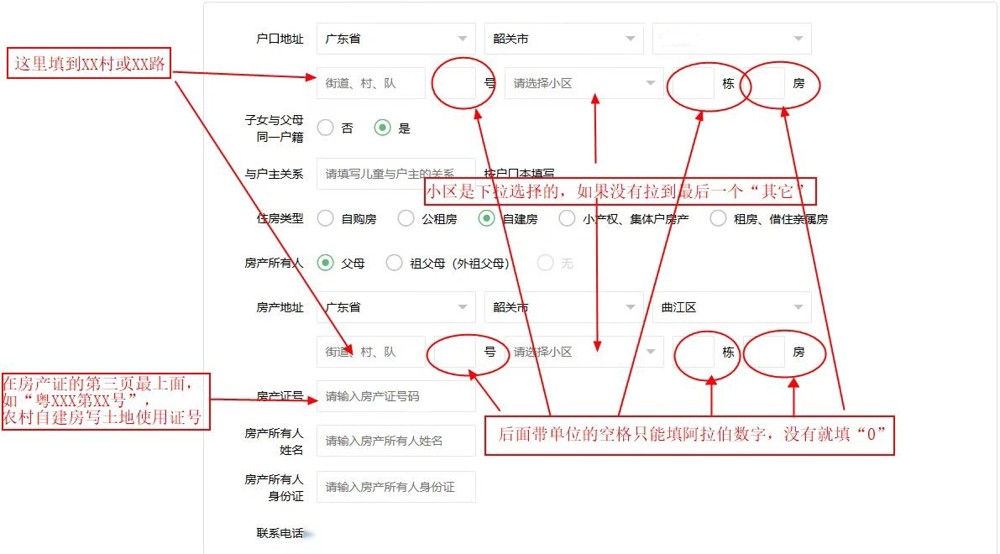 户口地址 广东省 韶关市
这里填到XX村或XX路
街道、村、队 号 请选择小区 栋 房
子女与父母
同一户籍 否 是
与户主关系 请填写儿童与户主的关系 按户口本填写
小区是下拉选择的，如果没有拉到最后一个“其它”
住房类型 自购房 公租房 自建房 小产权、集体户房产 租房、借住亲属房
房产所有人 父母 祖父母（外祖父母） 无
房产地址 广东省 韶关市 曲江区
街道、村、队 号 请选择小区 栋 房
在房产证的第三页最上面，
如“粤XXX第XX号”，
农村自建房写土地使用证号
房产证号 请输入房产证号码
后面带单位的空格只能填阿拉伯数字，没有就填“0”
房产所有人
姓名 请输入房产所有人姓名
房产所有人
身份证 请输入房产所有人身份证
联系电话